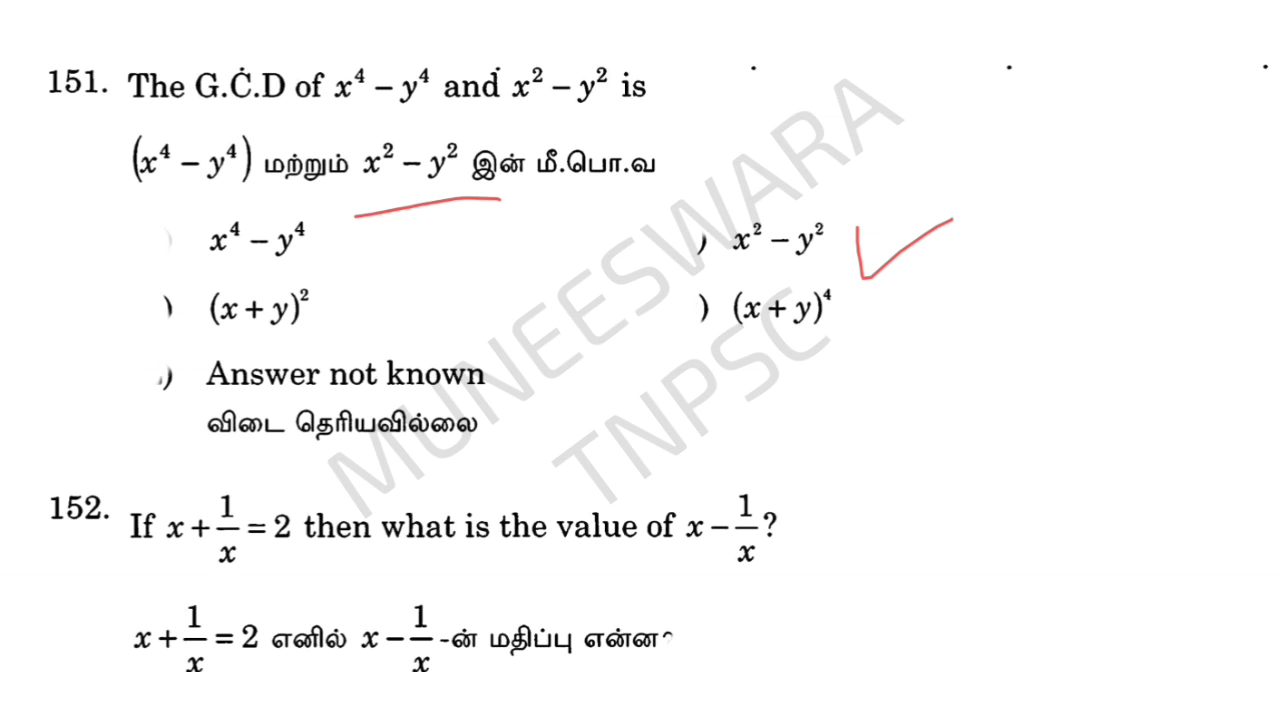 151. The G.C.D of x⁴ – y⁴ and x² – y² is
(x⁴ – y⁴) மற்றும் x² – y² இன் மீ.பொ.வ
x⁴ – y⁴
) x² – y²
) (x + y)²
) (x + y)⁴
) Answer not known
விடை தெரியவில்லை
152. If x + 1/x = 2 then what is the value of x – 1/x?
x + 1/x = 2 எனில் x – 1/x -ன் மதிப்பு என்ன
MUNEESWARA
TNPSC